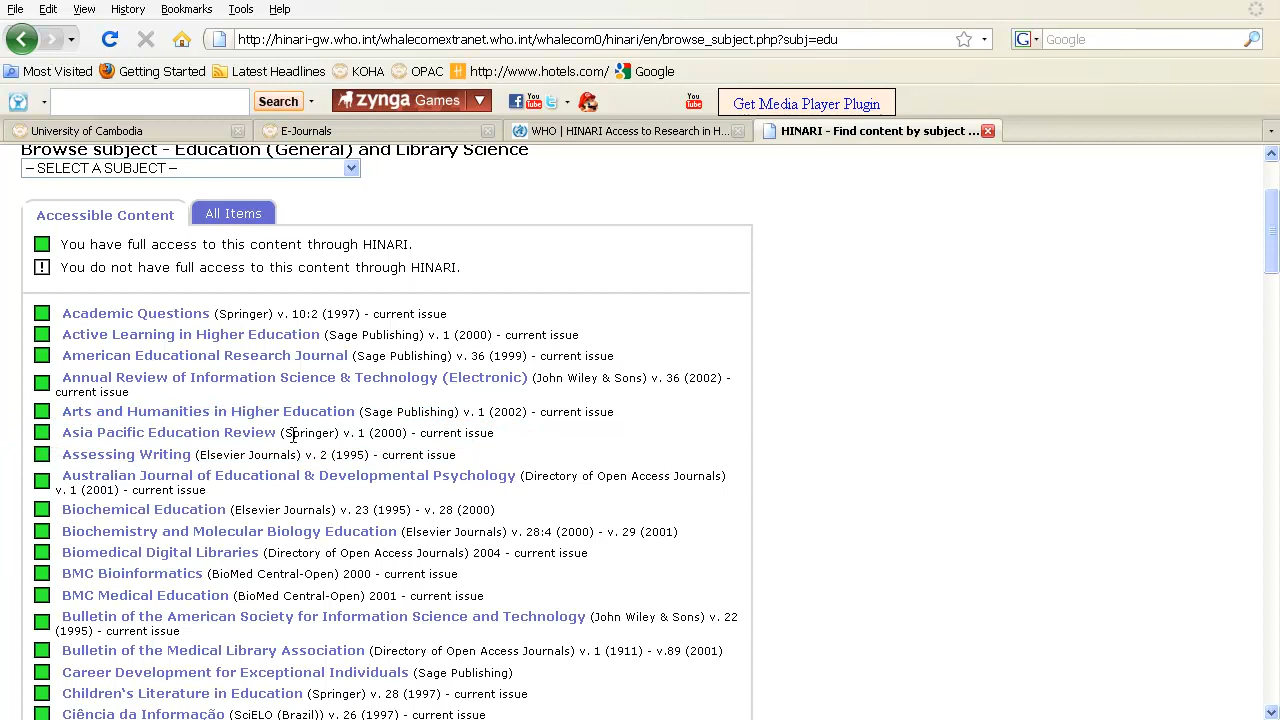 File Edit View History Bookmarks Tools Help
http://hinari-gw.who.int/whalecomextranet.who.int/whalecom0/hinari/en/browse_subject.php?subj=edu
Google
Most Visited Getting Started Latest Headlines KOHA OPAC http://www.hotels.com/ Google
Search zynga Games You Tube You Tube Get Media Player Plugin
University of Cambodia E-Journals WHO | HINARI Access to Research in H... HINARI - Find content by subject ...
Browse subject - Education (General) and Library Science
-- SELECT A SUBJECT --
Accessible Content All Items
You have full access to this content through HINARI.
! You do not have full access to this content through HINARI.
Academic Questions (Springer) v. 10:2 (1997) - current issue
Active Learning in Higher Education (Sage Publishing) v. 1 (2000) - current issue
American Educational Research Journal (Sage Publishing) v. 36 (1999) - current issue
Annual Review of Information Science & Technology (Electronic) (John Wiley & Sons) v. 36 (2002) -
current issue
Arts and Humanities in Higher Education (Sage Publishing) v. 1 (2002) - current issue
Asia Pacific Education Review (Springer) v. 1 (2000) - current issue
Assessing Writing (Elsevier Journals) v. 2 (1995) - current issue
Australian Journal of Educational & Developmental Psychology (Directory of Open Access Journals)
v. 1 (2001) - current issue
Biochemical Education (Elsevier Journals) v. 23 (1995) - v. 28 (2000)
Biochemistry and Molecular Biology Education (Elsevier Journals) v. 28:4 (2000) - v. 29 (2001)
Biomedical Digital Libraries (Directory of Open Access Journals) 2004 - current issue
BMC Bioinformatics (BioMed Central-Open) 2000 - current issue
BMC Medical Education (BioMed Central-Open) 2001 - current issue
Bulletin of the American Society for Information Science and Technology (John Wiley & Sons) v. 22
(1995) - current issue
Bulletin of the Medical Library Association (Directory of Open Access Journals) v. 1 (1911) - v.89 (2001)
Career Development for Exceptional Individuals (Sage Publishing)
Children's Literature in Education (Springer) v. 28 (1997) - current issue
Ciência da Informação (SciELO (Brazil)) v. 26 (1997) - current issue